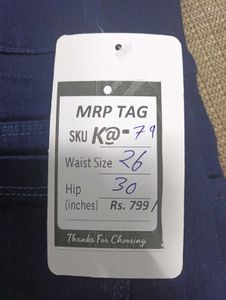 MRP TAG
SKU K@-79
Waist Size 26
Hip 30
(inches) Rs. 799/
Thanks For Choosing